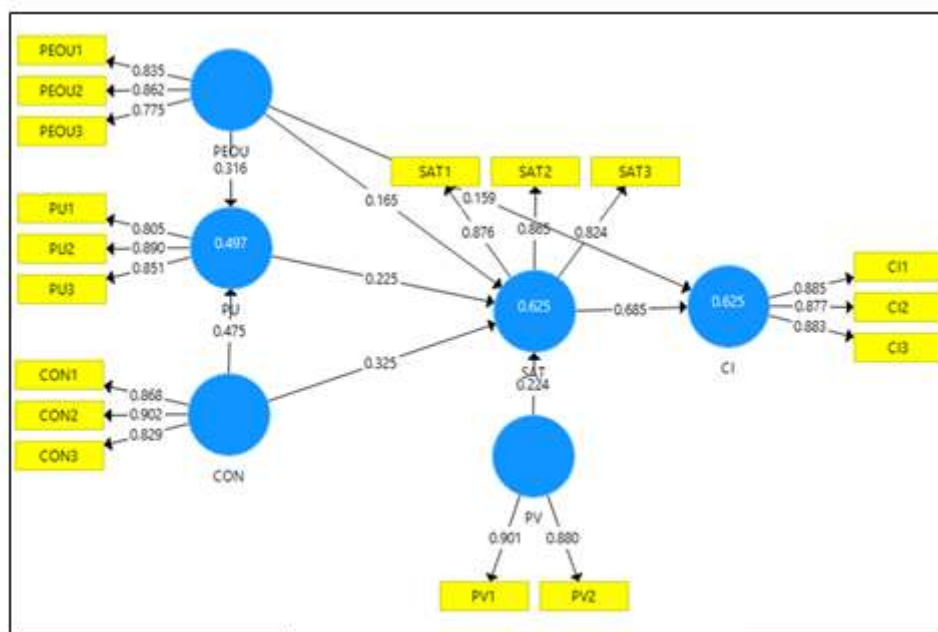 PEOU1
PEOU2
PEOU3
0.835
0.862
0.775
PEOU
0.316
0.165
0.159
SAT1
SAT2
SAT3
0.876
0.865
0.824
PU1
PU2
PU3
0.805
0.890
0.851
0.497
PU
0.475
0.225
0.625
SAT
0.685
0.625
CI
0.885
0.877
0.883
CI1
CI2
CI3
0.325
0.224
CON1
CON2
CON3
0.868
0.902
0.829
CON
PV
0.901
0.880
PV1
PV2